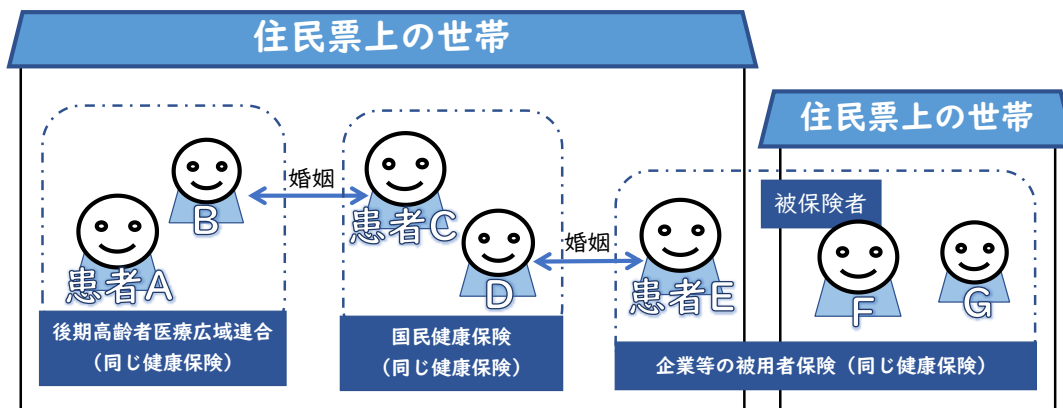 住民票上の世帯
住民票上の世帯
婚姻
被保険者
B
患者C
婚姻
患者A
D
患者E
F
G
後期高齢者医療広域連合
（同じ健康保険）
国民健康保険
（同じ健康保険）
企業等の被用者保険（同じ健康保険）